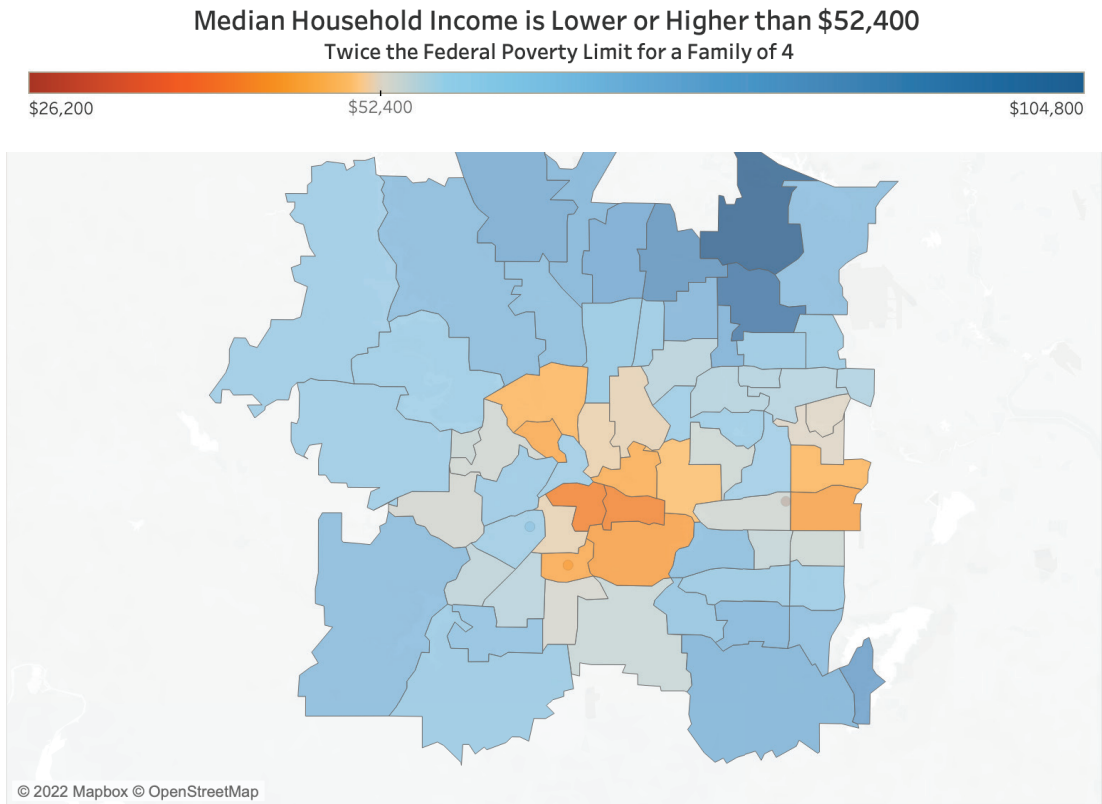 Median Household Income is Lower or Higher than $52,400
Twice the Federal Poverty Limit for a Family of 4
$26,200 $52,400 $104,800
© 2022 Mapbox © OpenStreetMap